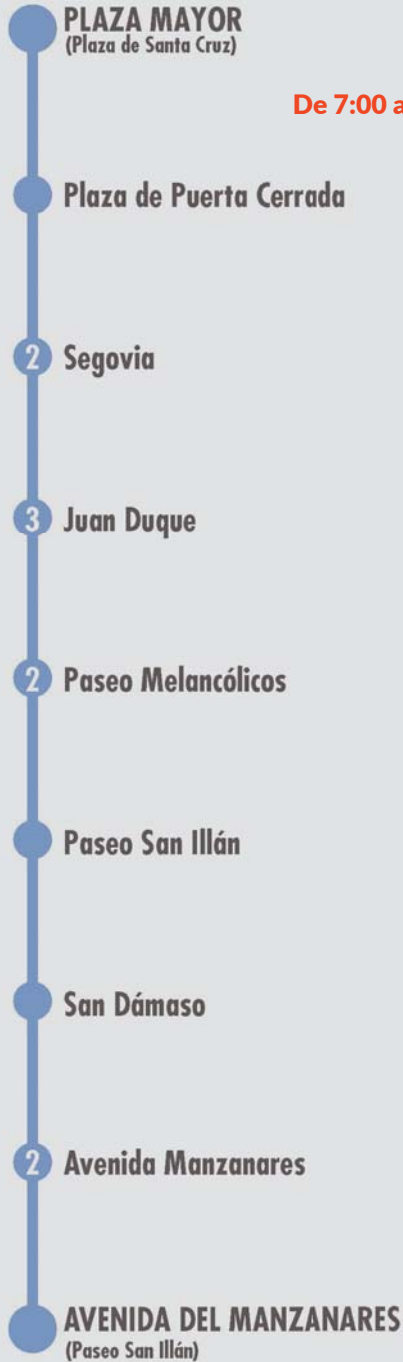 PLAZA MAYOR
(Plaza de Santa Cruz)
De 7:00 a
Plaza de Puerta Cerrada
2 Segovia
3 Juan Duque
2 Paseo Melancólicos
Paseo San Illán
San Dámaso
2 Avenida Manzanares
AVENIDA DEL MANZANARES
(Paseo San Illán)